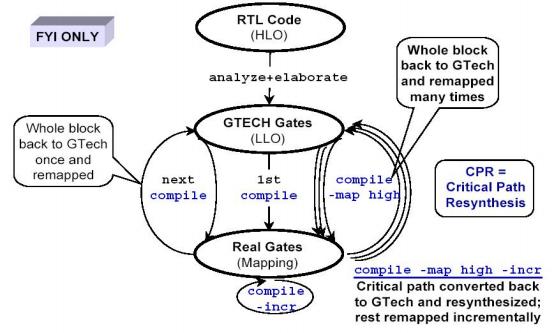 FYI ONLY
RTL Code
(HLO)
analyze+elaborate
Whole block
back to GTech
and remapped
many times
GTECH Gates
(LLO)
Whole block
back to GTech
once and
remapped
next
compile
1st
compile
compile
-map high
CPR =
Critical Path
Resynthesis
Real Gates
(Mapping)
compile
-incr
compile -map high -incr
Critical path converted back
to GTech and resynthesized;
rest remapped incrementally